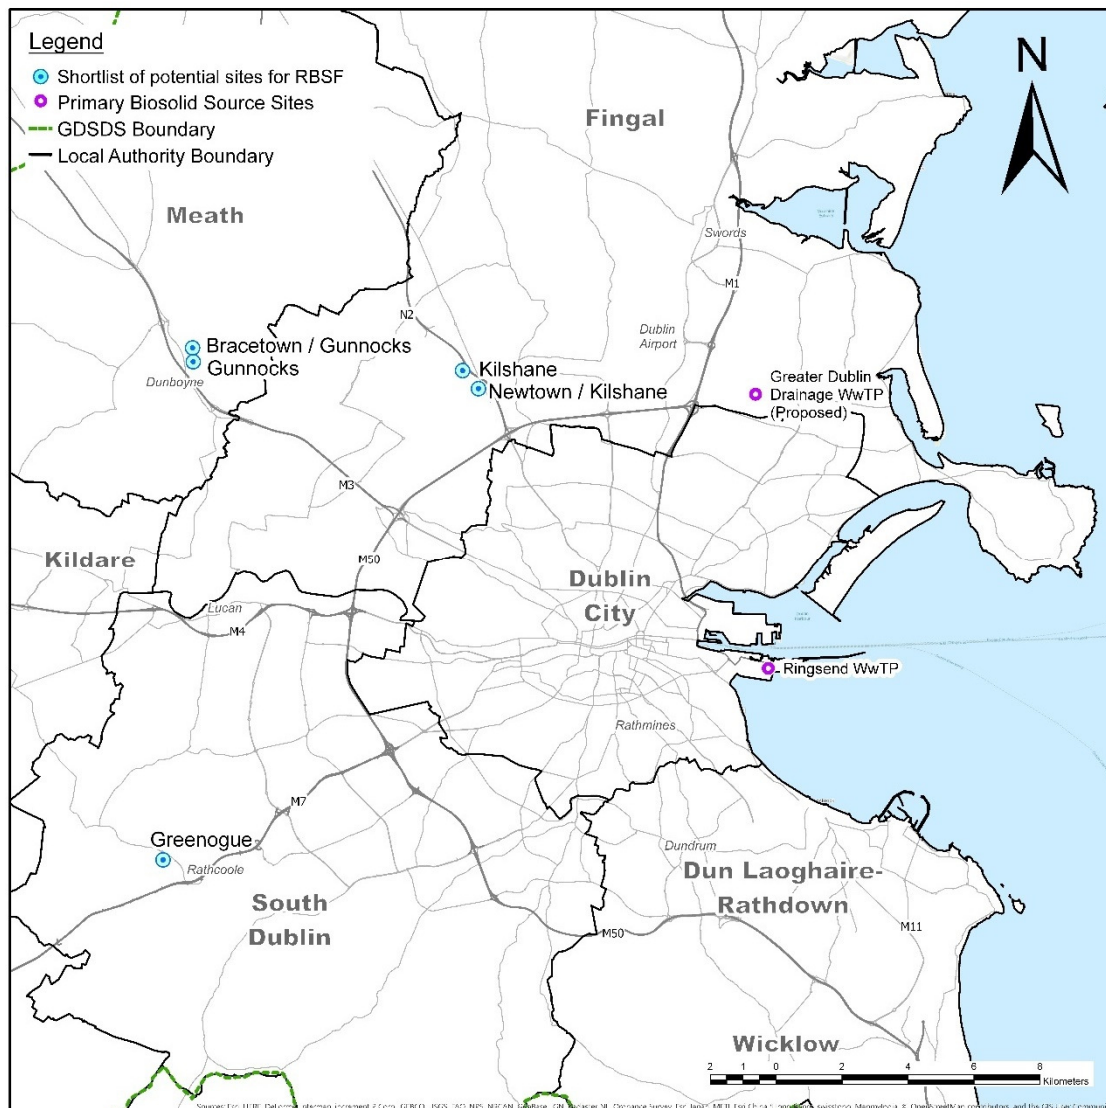 Legend
Shortlist of potential sites for RBSF
Primary Biosolid Source Sites
GDSDS Boundary
Local Authority Boundary
N
Fingal
Meath
Swords
M1
N2
Dublin
Airport
Bracetown / Gunnocks
Gunnocks
Dunboyne
Kilshane
Newtown / Kilshane
Greater Dublin
Drainage WwTP
(Proposed)
M3
M50
Kildare
Dublin
City
Lucan
M4
Ringsend WwTP
Rathmines
M7
Greenogue
Rathcoole
Dundrum
Dun Laoghaire-
Rathdown
South
Dublin
M50
M11
Wicklow
2 1 0 2 4 6 8
Kilometers